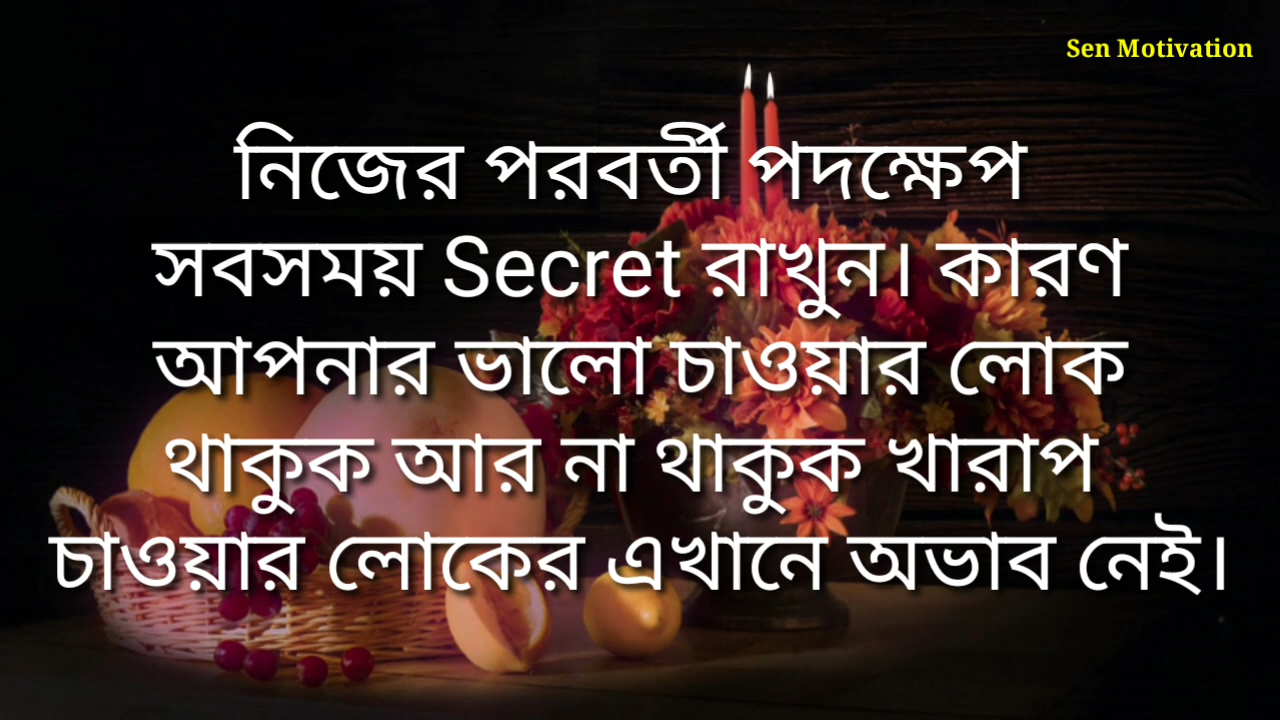 Sen Motivation
নিজের পরবর্তী পদক্ষেপ
সবসময় Secret রাখুন। কারণ
আপনার ভালো চাওয়ার লোক
থাকুক আর না থাকুক খারাপ
চাওয়ার লোকের এখানে অভাব নেই।